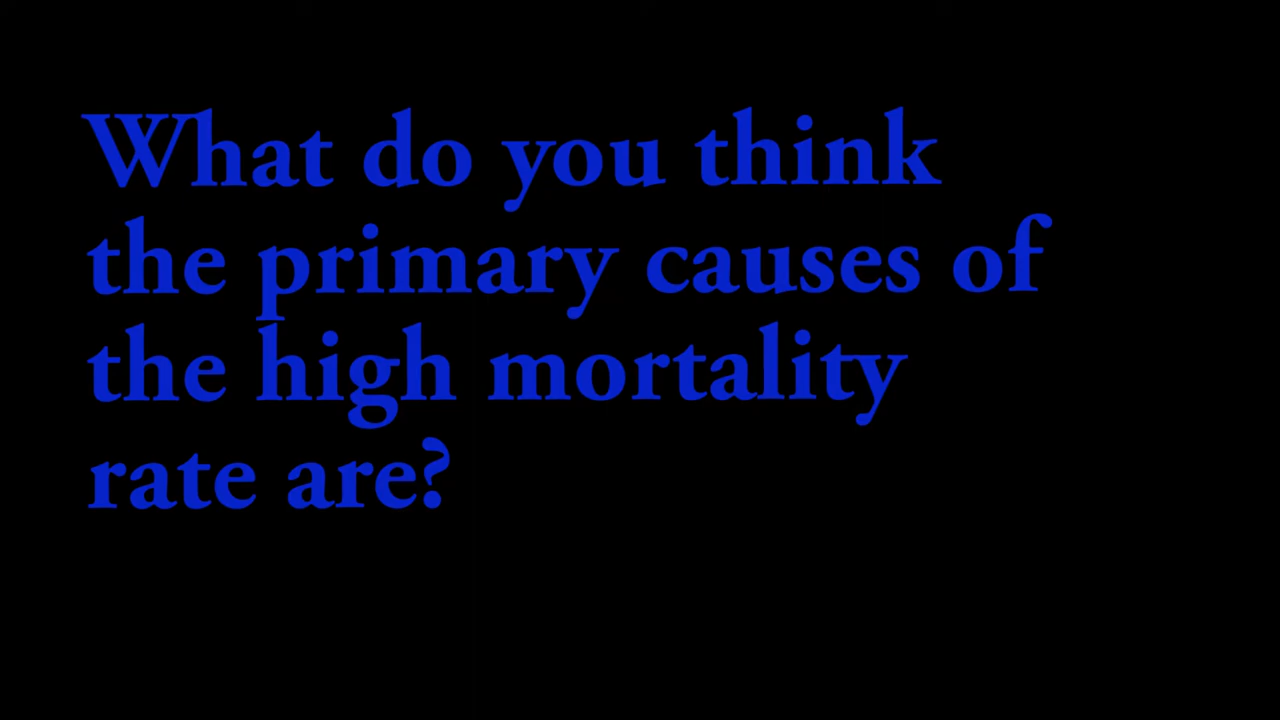 What do you think
the primary causes of
the high mortality
rate are?